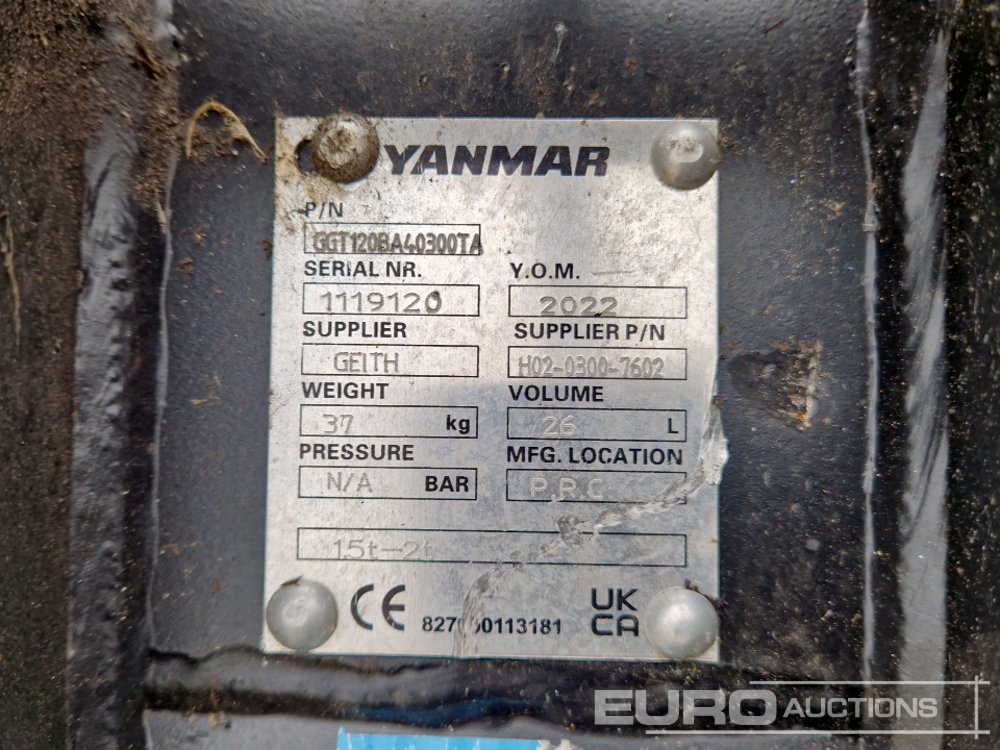 YANMAR
P/N
GGT120BA40300TA
SERIAL NR. Y.O.M.
1119120 2022
SUPPLIER SUPPLIER P/N
GEITH H02-0300-7602
WEIGHT VOLUME
37 kg 26 L
PRESSURE MFG. LOCATION
N/A BAR P.R.C
1.5t-2t
CE UK
CA
EURO AUCTIONS